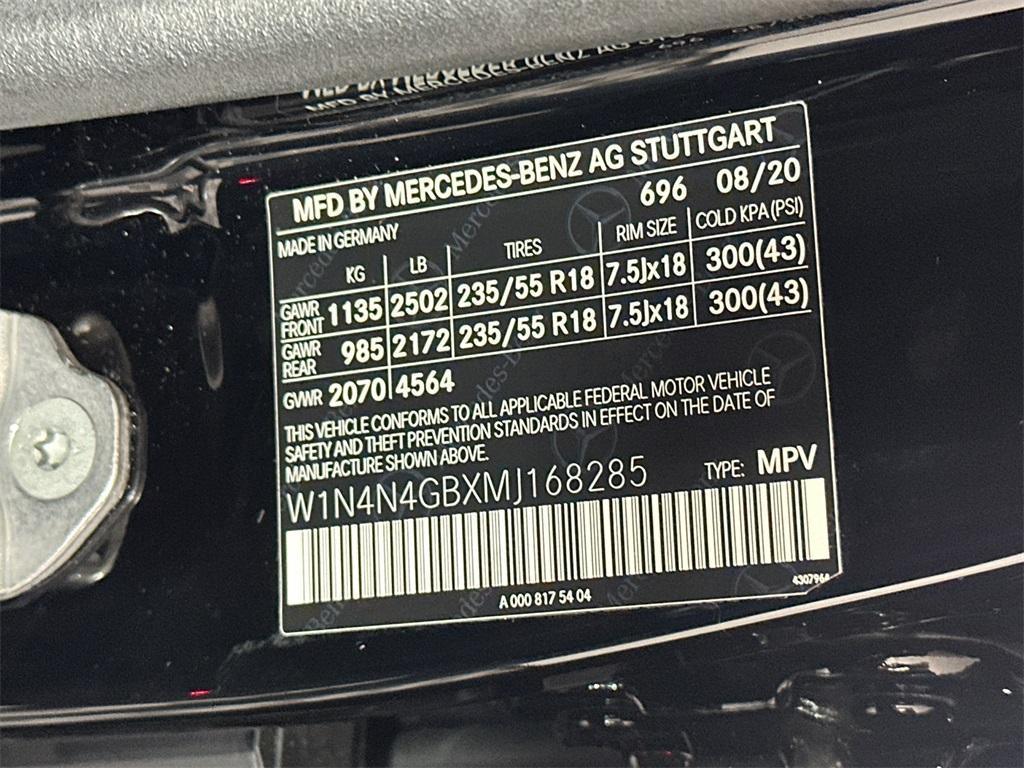 MFD BY MERCEDES-BENZ AG STUTTGART
696 08/20
MADE IN GERMANY
KG LB TIRES RIM SIZE COLD KPA(PSI)
GAWR FRONT 1135 2502 235/55 R18 7.5Jx18 300(43)
GAWR REAR 985 2172 235/55 R18 7.5Jx18 300(43)
GVWR 2070 4564
THIS VEHICLE CONFORMS TO ALL APPLICABLE FEDERAL MOTOR VEHICLE
SAFETY AND THEFT PREVENTION STANDARDS IN EFFECT ON THE DATE OF
MANUFACTURE SHOWN ABOVE.
W1N4N4GBXMJ168285 TYPE: MPV
A 000 817 54 04